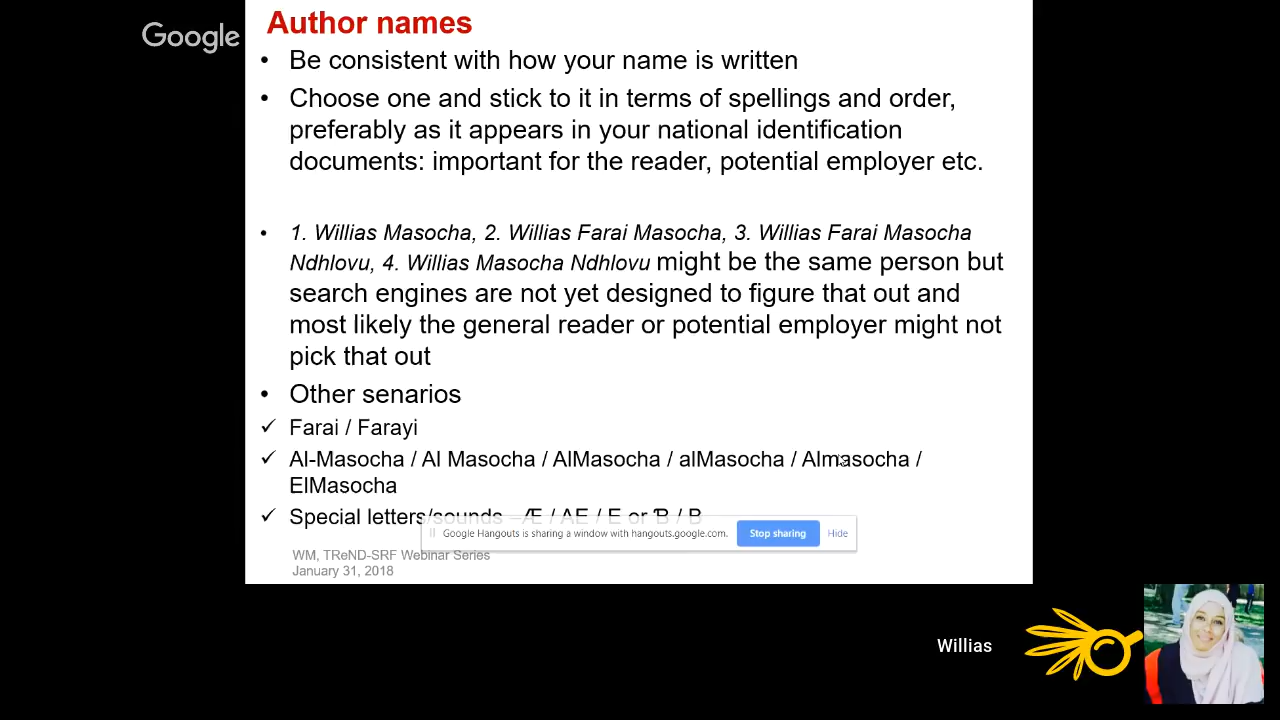 Google
Author names
• Be consistent with how your name is written
• Choose one and stick to it in terms of spellings and order,
preferably as it appears in your national identification
documents: important for the reader, potential employer etc.
• 1. Willias Masocha, 2. Willias Farai Masocha, 3. Willias Farai Masocha
Ndhlovu, 4. Willias Masocha Ndhlovu might be the same person but
search engines are not yet designed to figure that out and
most likely the general reader or potential employer might not
pick that out
• Other senarios
✓ Farai / Farayi
✓ Al-Masocha / Al Masocha / AlMasocha / alMasocha / Almasocha /
ElMasocha
✓ Special letters/sounds – Æ / AE / E or Ɓ / B
Google Hangouts is sharing a window with hangouts.google.com.
Stop sharing
Hide
WM, TReND-SRF Webinar Series
January 31, 2018
Willias